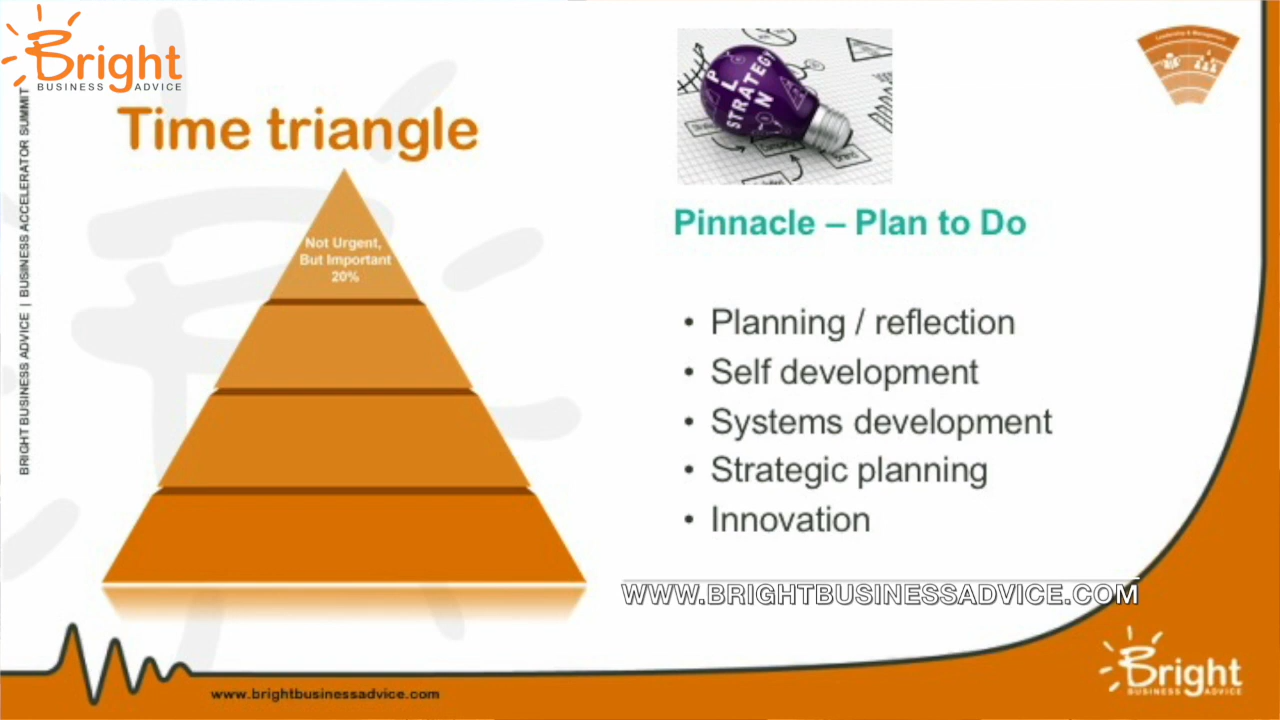 Bright
BUSINESS ADVICE
BRIGHT BUSINESS ADVICE | BUSINESS ACCELERATOR SUMMIT
Time triangle
Not Urgent,
But Important
20%
PLAN
STRATEGY
Leadership & Management
Pinnacle – Plan to Do
• Planning / reflection
• Self development
• Systems development
• Strategic planning
• Innovation
WWW.BRIGHTBUSINESSADVICE.COM
www.brightbusinessadvice.com
Bright
BUSINESS ADVICE